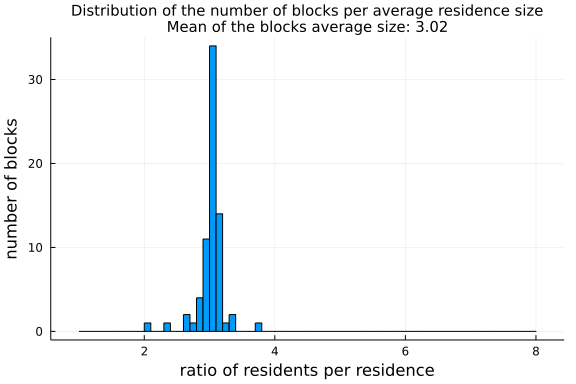 Distribution of the number of blocks per average residence size
Mean of the blocks average size: 3.02
number of blocks
30
20
10
0
2
4
6
8
ratio of residents per residence